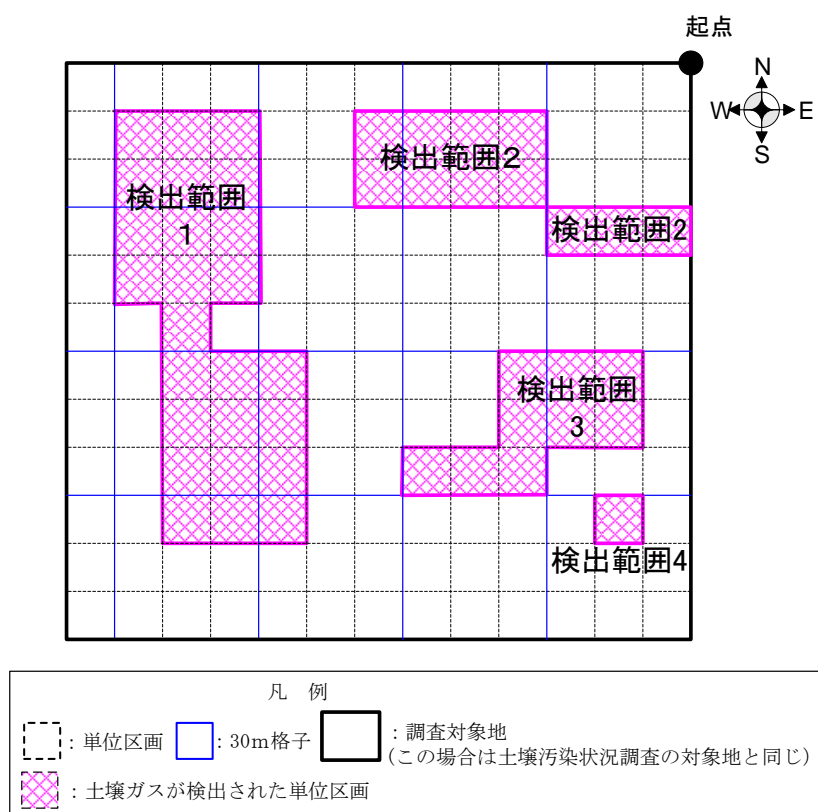 起点
N
W E
S
検出範囲
1
検出範囲２
検出範囲2
検出範囲
3
検出範囲4
凡　例
：単位区画
：30m格子
：調査対象地
(この場合は土壌汚染状況調査の対象地と同じ)
：土壌ガスが検出された単位区画